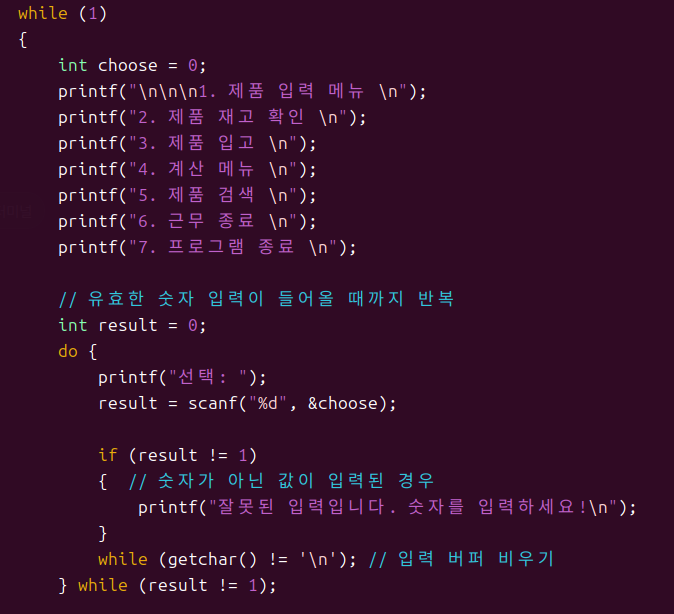 while (1)
{
int choose = 0;
printf("\n\n\n1. 제품 입력 메뉴 \n");
printf("2. 제품 재고 확인 \n");
printf("3. 제품 입고 \n");
printf("4. 계산 메뉴 \n");
printf("5. 제품 검색 \n");
printf("6. 근무 종료 \n");
printf("7. 프로그램 종료 \n");
// 유효한 숫자 입력이 들어올 때까지 반복
int result = 0;
do {
printf("선택: ");
result = scanf("%d", &choose);
if (result != 1)
{ // 숫자가 아닌 값이 입력된 경우
printf("잘못된 입력입니다. 숫자를 입력하세요!\n");
}
while (getchar() != '\n'); // 입력 버퍼 비우기
} while (result != 1);